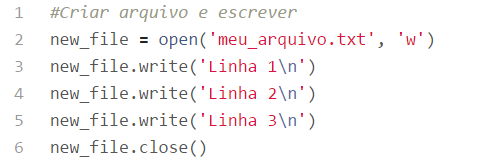 1 #Criar arquivo e escrever
2 new_file = open('meu_arquivo.txt', 'w')
3 new_file.write('Linha 1\n')
4 new_file.write('Linha 2\n')
5 new_file.write('Linha 3\n')
6 new_file.close()